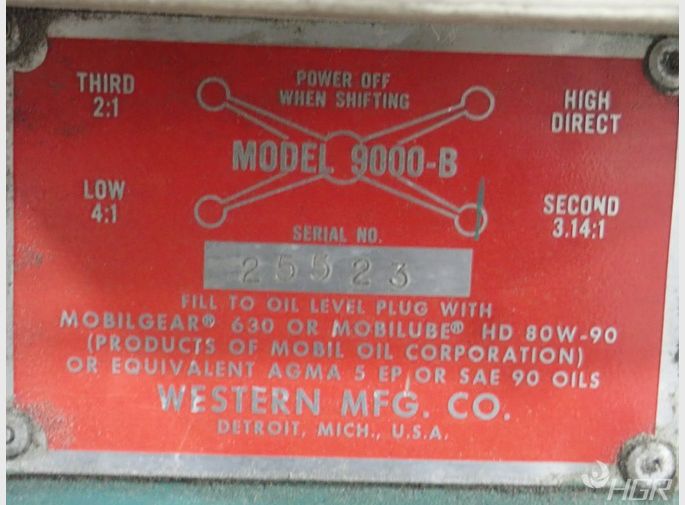 THIRD
2:1
POWER OFF
WHEN SHIFTING
HIGH
DIRECT
MODEL 9000-B
LOW
4:1
SECOND
3.14:1
SERIAL NO.
25523
FILL TO OIL LEVEL PLUG WITH
MOBILGEAR® 630 OR MOBILUBE® HD 80W-90
(PRODUCTS OF MOBIL OIL CORPORATION)
OR EQUIVALENT AGMA 5 EP, OR SAE 90 OILS
WESTERN MFG. CO.
DETROIT, MICH., U.S.A.
HGR